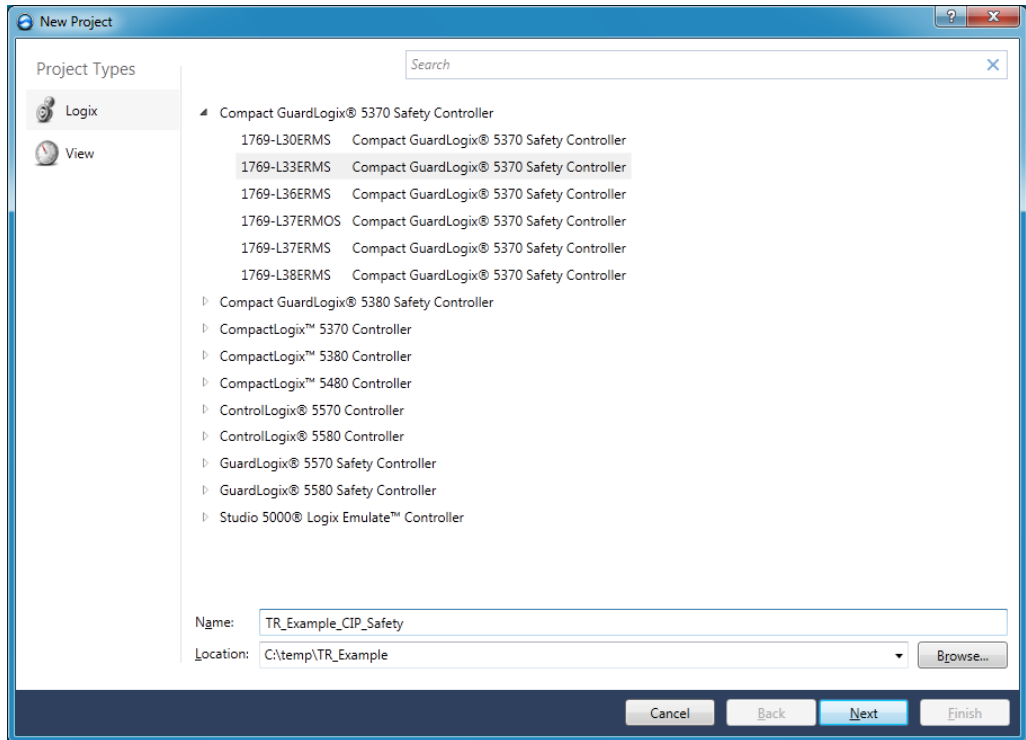 New Project
Project Types
Search
Logix
View
Compact GuardLogix® 5370 Safety Controller
1769-L30ERMS Compact GuardLogix® 5370 Safety Controller
1769-L33ERMS Compact GuardLogix® 5370 Safety Controller
1769-L36ERMS Compact GuardLogix® 5370 Safety Controller
1769-L37ERMOS Compact GuardLogix® 5370 Safety Controller
1769-L37ERMS Compact GuardLogix® 5370 Safety Controller
1769-L38ERMS Compact GuardLogix® 5370 Safety Controller
Compact GuardLogix® 5380 Safety Controller
CompactLogix™ 5370 Controller
CompactLogix™ 5380 Controller
CompactLogix™ 5480 Controller
ControlLogix® 5570 Controller
ControlLogix® 5580 Controller
GuardLogix® 5570 Safety Controller
GuardLogix® 5580 Safety Controller
Studio 5000® Logix Emulate™ Controller
Name: TR_Example_CIP_Safety
Location: C:\temp\TR_Example
Browse...
Cancel Back Next Finish